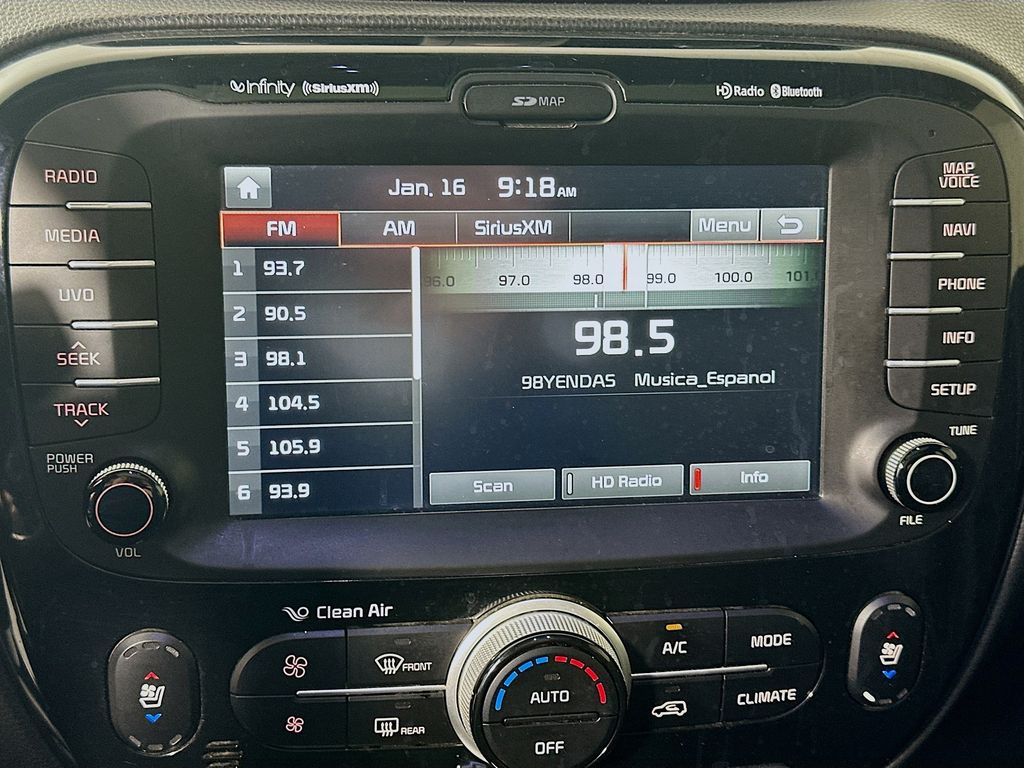 Infinity SiriusXM
SD MAP
HD Radio Bluetooth
RADIO
MEDIA
UVO
SEEK
TRACK
POWER
PUSH
VOL
Jan. 16 9:18 AM
FM AM SiriusXM Menu
1 93.7
2 90.5
3 98.1
4 104.5
5 105.9
6 93.9
96.0 97.0 98.0 99.0 100.0 101.
98.5
98YENDAS Musica_Espanol
Scan HD Radio Info
MAP
VOICE
NAVI
PHONE
INFO
SETUP
TUNE
FILE
Clean Air
FRONT
REAR
AUTO
OFF
A/C
MODE
CLIMATE